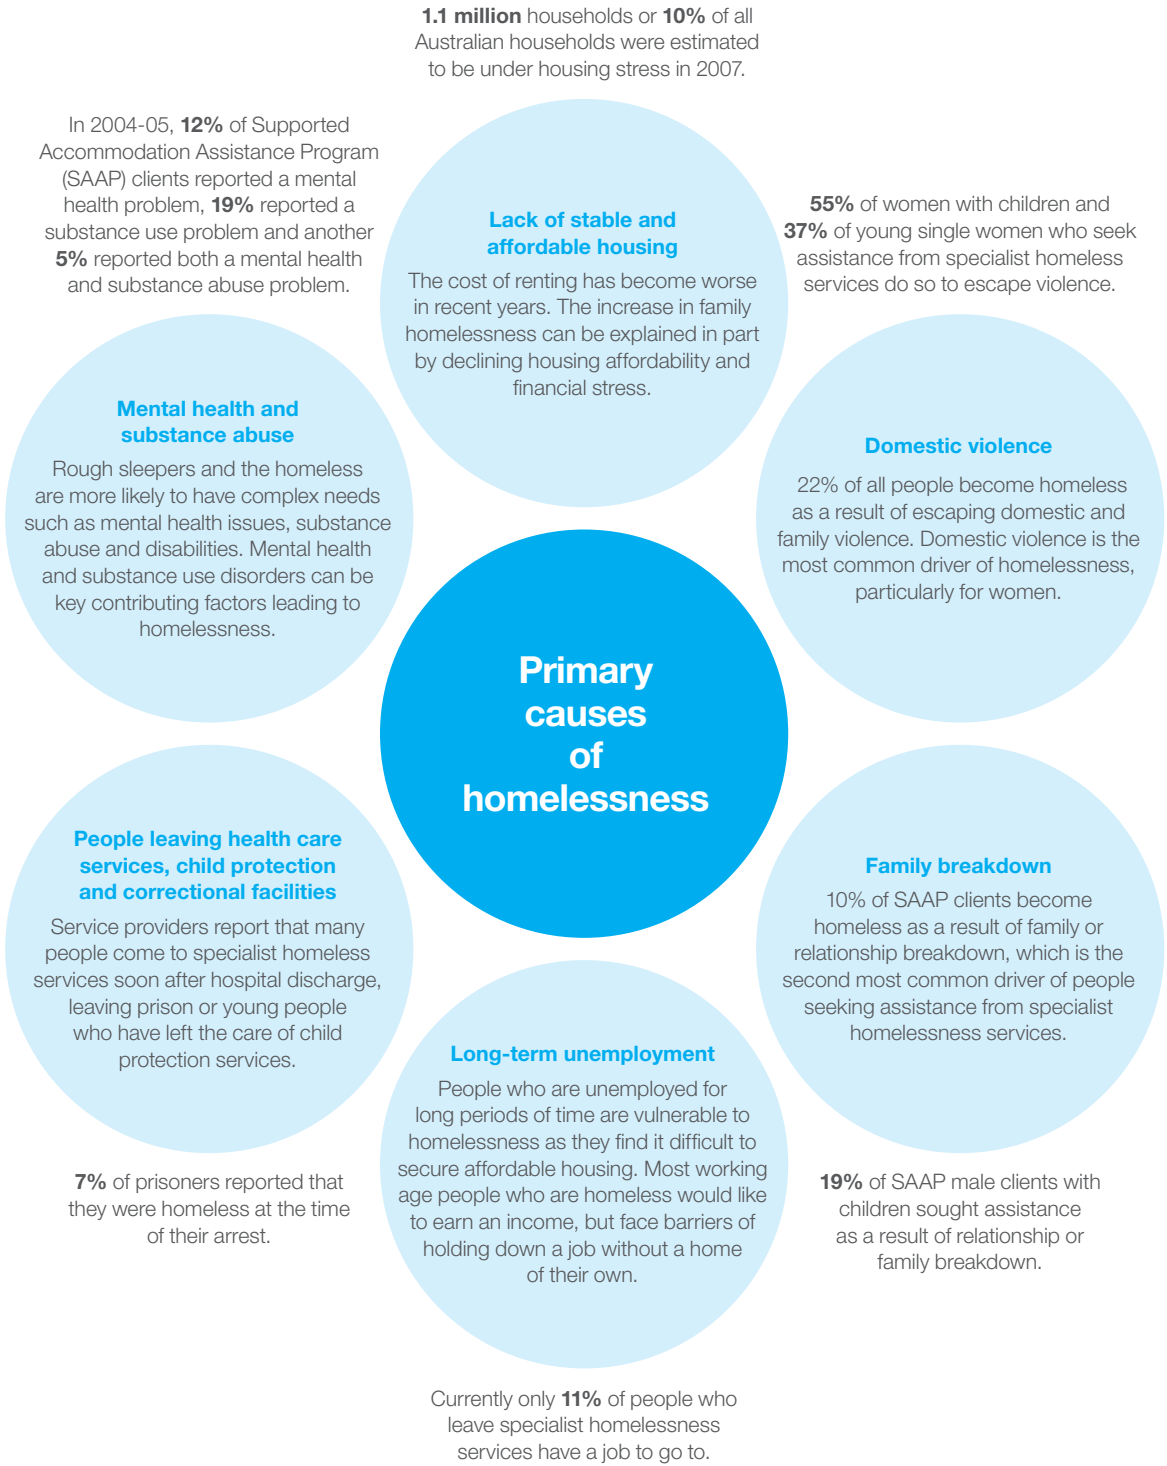 1.1 million households or 10% of all
Australian households were estimated
to be under housing stress in 2007.
Lack of stable and
affordable housing
The cost of renting has become worse
in recent years. The increase in family
homelessness can be explained in part
by declining housing affordability and
financial stress.
In 2004-05, 12% of Supported
Accommodation Assistance Program
(SAAP) clients reported a mental
health problem, 19% reported a
substance use problem and another
5% reported both a mental health
and substance abuse problem.
Mental health and
substance abuse
Rough sleepers and the homeless
are more likely to have complex needs
such as mental health issues, substance
abuse and disabilities. Mental health
and substance use disorders can be
key contributing factors leading to
homelessness.
55% of women with children and
37% of young single women who seek
assistance from specialist homeless
services do so to escape violence.
Domestic violence
22% of all people become homeless
as a result of escaping domestic and
family violence. Domestic violence is the
most common driver of homelessness,
particularly for women.
Primary
causes
of
homelessness
People leaving health care
services, child protection
and correctional facilities
Service providers report that many
people come to specialist homeless
services soon after hospital discharge,
leaving prison or young people
who have left the care of child
protection services.
7% of prisoners reported that
they were homeless at the time
of their arrest.
Family breakdown
10% of SAAP clients become
homeless as a result of family or
relationship breakdown, which is the
second most common driver of people
seeking assistance from specialist
homelessness services.
19% of SAAP male clients with
children sought assistance
as a result of relationship or
family breakdown.
Long-term unemployment
People who are unemployed for
long periods of time are vulnerable to
homelessness as they find it difficult to
secure affordable housing. Most working
age people who are homeless would like
to earn an income, but face barriers of
holding down a job without a home
of their own.
Currently only 11% of people who
leave specialist homelessness
services have a job to go to.